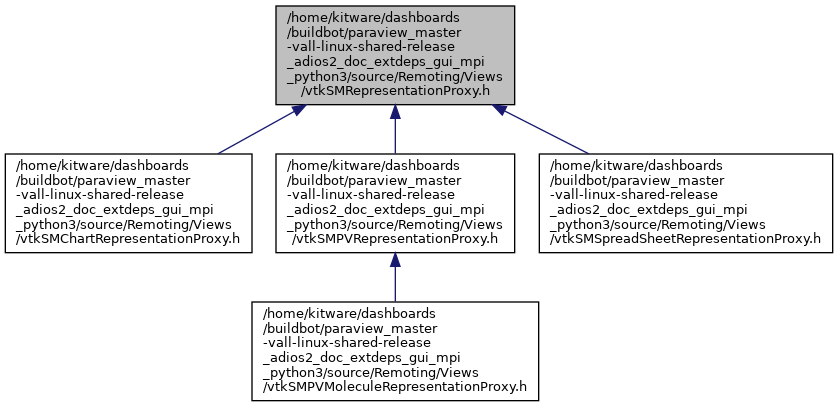 /home/kitware/dashboards
/buildbot/paraview_master
-vall-linux-shared-release
_adios2_doc_extdeps_gui_mpi
_python3/source/Remoting/Views
/vtkSMRepresentationProxy.h
/home/kitware/dashboards
/buildbot/paraview_master
-vall-linux-shared-release
_adios2_doc_extdeps_gui_mpi
_python3/source/Remoting/Views
/vtkSMChartRepresentationProxy.h
/home/kitware/dashboards
/buildbot/paraview_master
-vall-linux-shared-release
_adios2_doc_extdeps_gui_mpi
_python3/source/Remoting/Views
/vtkSMPVRepresentationProxy.h
/home/kitware/dashboards
/buildbot/paraview_master
-vall-linux-shared-release
_adios2_doc_extdeps_gui_mpi
_python3/source/Remoting/Views
/vtkSMSpreadSheetRepresentationProxy.h
/home/kitware/dashboards
/buildbot/paraview_master
-vall-linux-shared-release
_adios2_doc_extdeps_gui_mpi
_python3/source/Remoting/Views
/vtkSMPVMoleculeRepresentationProxy.h